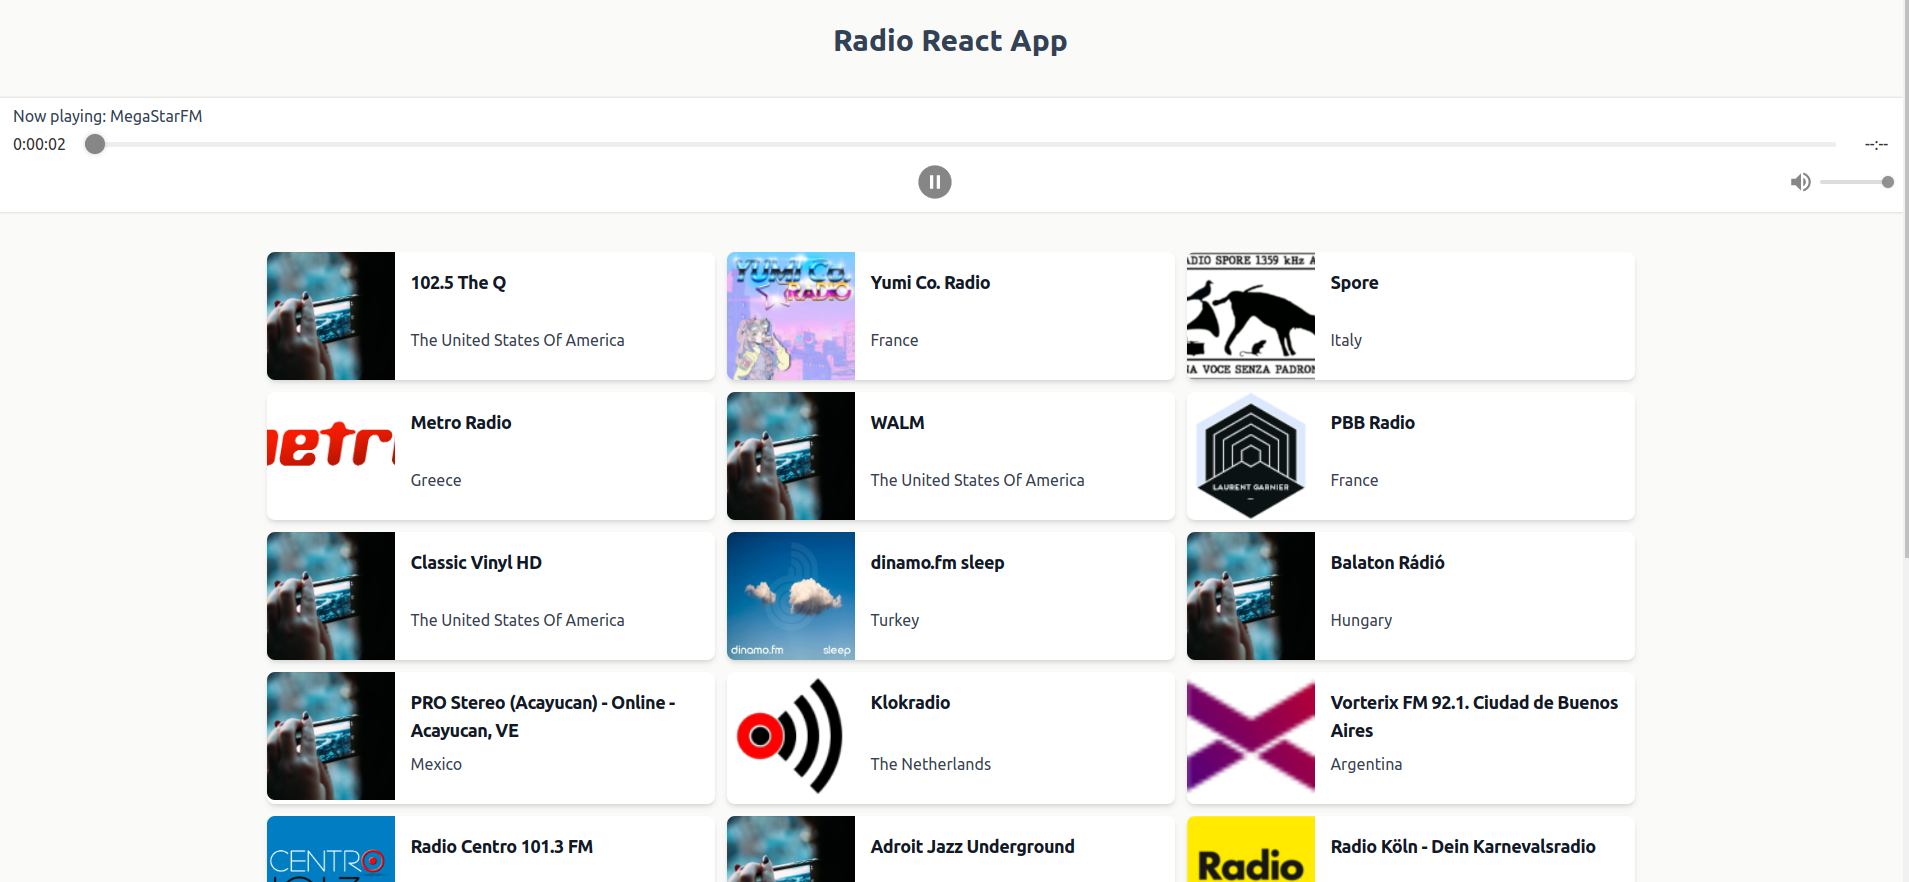 Radio React App
Now playing: MegaStarFM
0:00:02
--:--
102.5 The Q
The United States Of America
YUMI CO.
RADIO
Yumi Co. Radio
France
ADIO SPORE 1359 kHz A
NA VOCE SENZA PADRON
Spore
Italy
metr
Metro Radio
Greece
WALM
The United States Of America
LAURENT GARNIER
PBB Radio
France
Classic Vinyl HD
The United States Of America
dinamo.fm sleep
dinamo.fm sleep
Turkey
Balaton Rádió
Hungary
PRO Stereo (Acayucan) - Online -
Acayucan, VE
Mexico
Klokradio
The Netherlands
Vorterix FM 92.1. Ciudad de Buenos
Aires
Argentina
CENTRO
Radio Centro 101.3 FM
Adroit Jazz Underground
Radio
Radio Köln - Dein Karnevalsradio